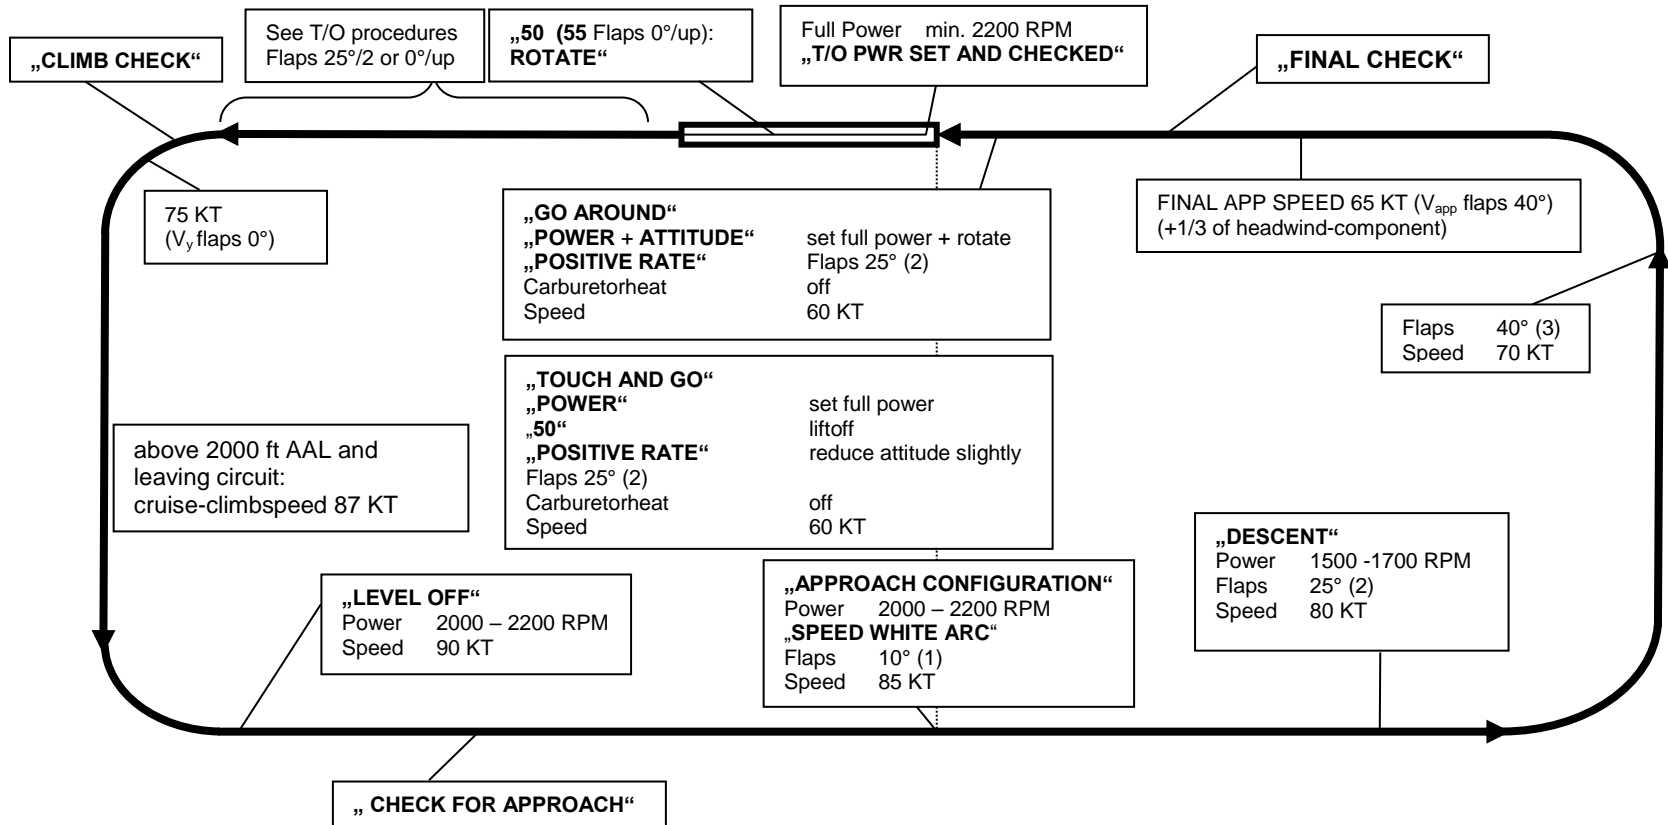 „CLIMB CHECK“
See T/O procedures
Flaps 25°/2 or 0°/up
„50 (55 Flaps 0°/up):
ROTATE“
Full Power min. 2200 RPM
„T/O PWR SET AND CHECKED“
„FINAL CHECK“
75 KT
(Vy flaps 0°)
„GO AROUND“
„POWER + ATTITUDE“ set full power + rotate
„POSITIVE RATE“ Flaps 25° (2)
Carburetorheat off
Speed 60 KT
FINAL APP SPEED 65 KT (Vapp flaps 40°)
(+1/3 of headwind-component)
Flaps 40° (3)
Speed 70 KT
„TOUCH AND GO“
„POWER“ set full power
„50“ liftoff
„POSITIVE RATE“ reduce attitude slightly
Flaps 25° (2)
Carburetorheat off
Speed 60 KT
above 2000 ft AAL and
leaving circuit:
cruise-climbspeed 87 KT
„LEVEL OFF“
Power 2000 – 2200 RPM
Speed 90 KT
„APPROACH CONFIGURATION“
Power 2000 – 2200 RPM
„SPEED WHITE ARC“
Flaps 10° (1)
Speed 85 KT
„DESCENT“
Power 1500 -1700 RPM
Flaps 25° (2)
Speed 80 KT
„ CHECK FOR APPROACH“